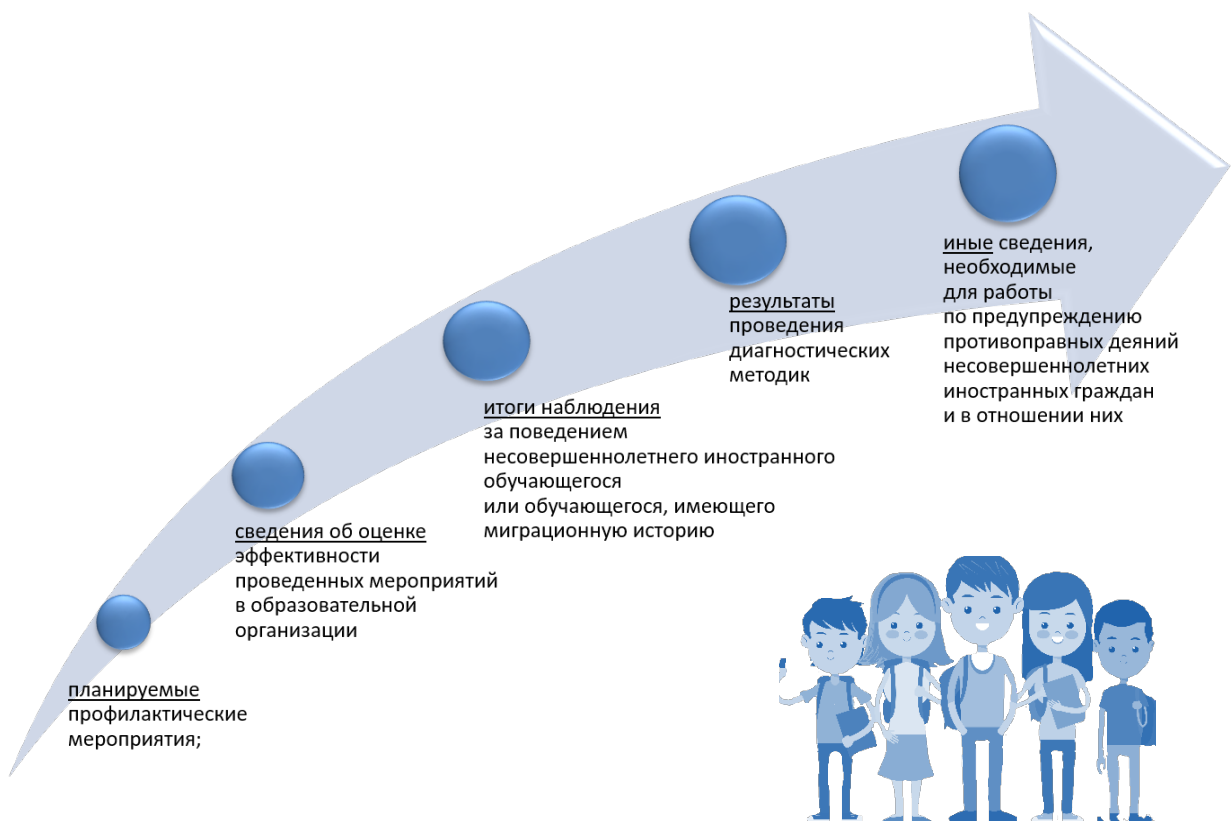 планируемые
профилактические
мероприятия;
сведения об оценке
эффективности
проведенных мероприятий
в образовательной
организации
итоги наблюдения
за поведением
несовершеннолетнего иностранного
обучающегося
или обучающегося, имеющего
миграционную историю
результаты
проведения
диагностических
методик
иные сведения,
необходимые
для работы
по предупреждению
противоправных деяний
несовершеннолетних
иностранных граждан
и в отношении них